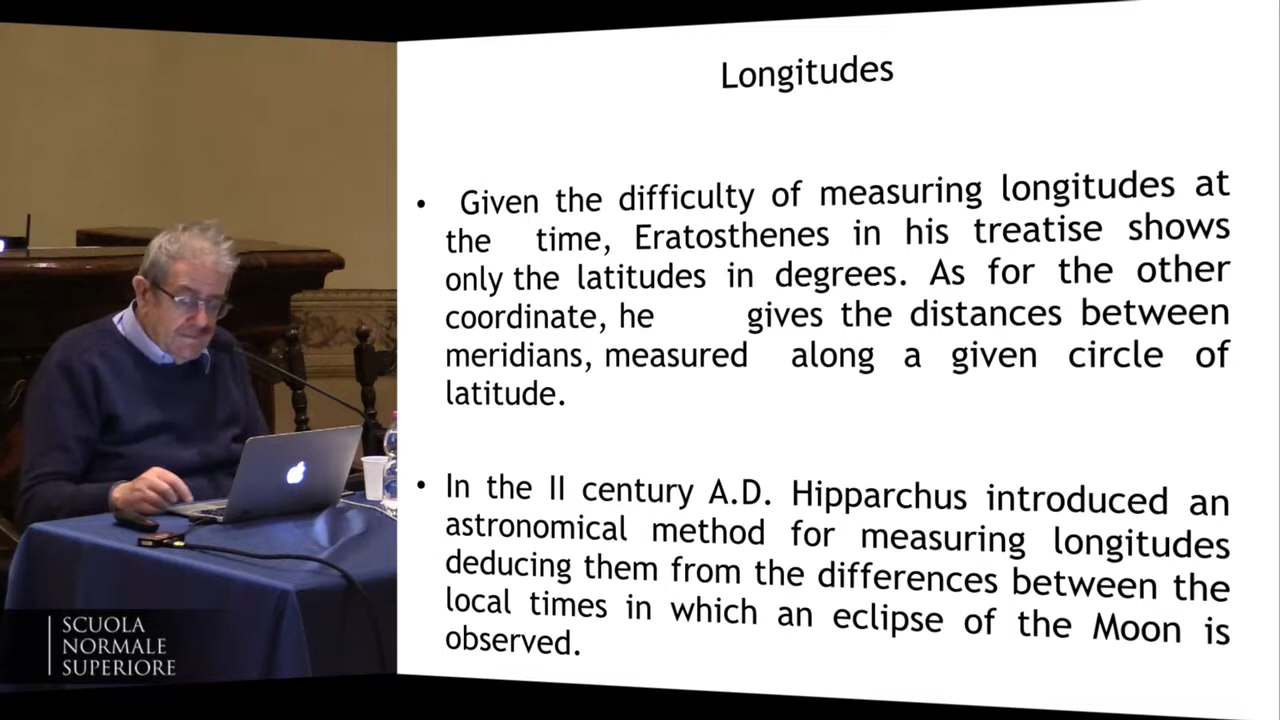 Longitudes
• Given the difficulty of measuring longitudes at
the time, Eratosthenes in his treatise shows
only the latitudes in degrees. As for the other
coordinate, he gives the distances between
meridians, measured along a given circle of
latitude.
• In the II century A.D. Hipparchus introduced an
astronomical method for measuring longitudes
deducing them from the differences between the
local times in which an eclipse of the Moon is
observed.
SCUOLA
NORMALE
SUPERIORE